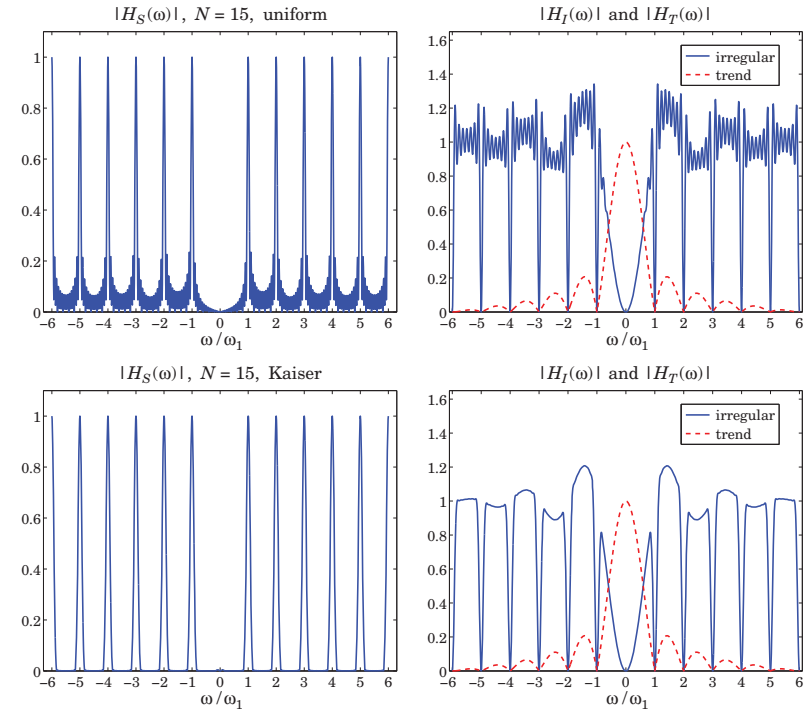 |H_S(ω)|, N = 15, uniform
1
0.8
0.6
0.4
0.2
0
−6 −5 −4 −3 −2 −1 0 1 2 3 4 5 6
ω/ω_1
|H_I(ω)| and |H_T(ω)|
irregular
trend
1.6
1.4
1.2
1
0.8
0.6
0.4
0.2
0
-6 -5 -4 -3 -2 -1 0 1 2 3 4 5 6
ω/ω_1
|H_S(ω)|, N = 15, Kaiser
1
0.8
0.6
0.4
0.2
0
−6 −5 −4 −3 −2 −1 0 1 2 3 4 5 6
ω/ω_1
|H_I(ω)| and |H_T(ω)|
irregular
trend
1.6
1.4
1.2
1
0.8
0.6
0.4
0.2
0
-6 -5 -4 -3 -2 -1 0 1 2 3 4 5 6
ω/ω_1